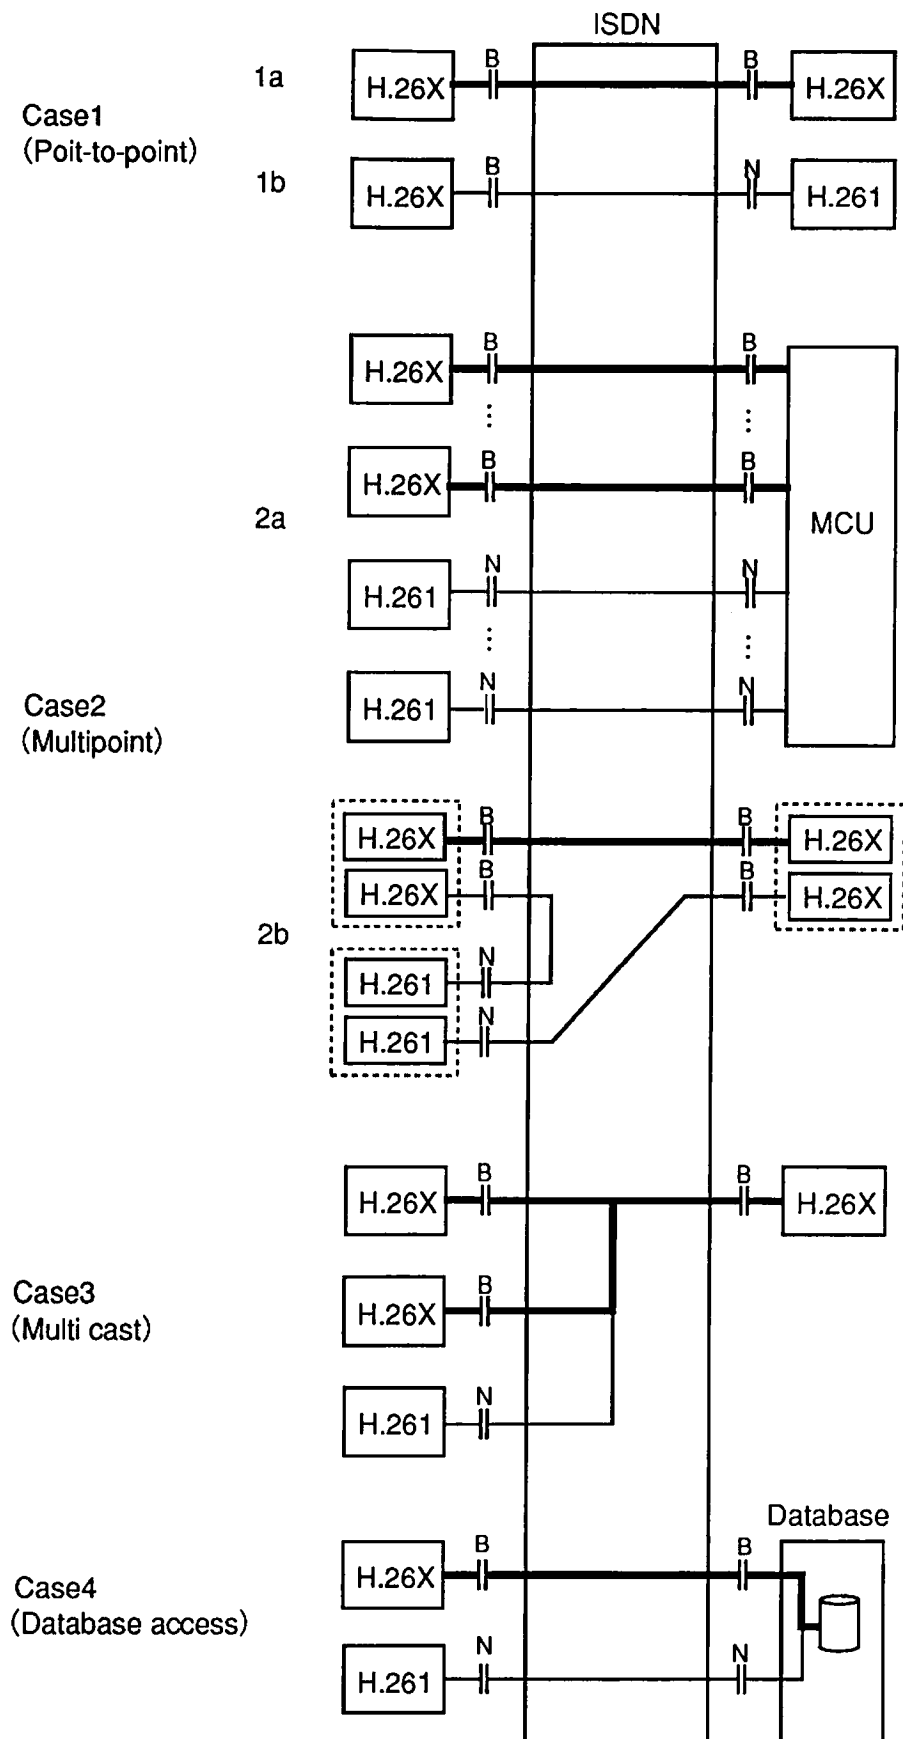 ISDN
B
B
1a
H.26X
H.26X
Case1
(Poit-to-point)
B
N
1b
H.26X
H.261
B
B
H.26X
⋮
⋮
B
B
H.26X
2a
MCU
N
N
H.261
⋮
⋮
N
N
H.261
Case2
(Multipoint)
B
B
H.26X
H.26X
B
B
H.26X
H.26X
2b
N
H.261
N
H.261
B
B
H.26X
H.26X
B
H.26X
Case3
(Multi cast)
N
H.261
Database
B
B
H.26X
Case4
(Database access)
N
N
H.261